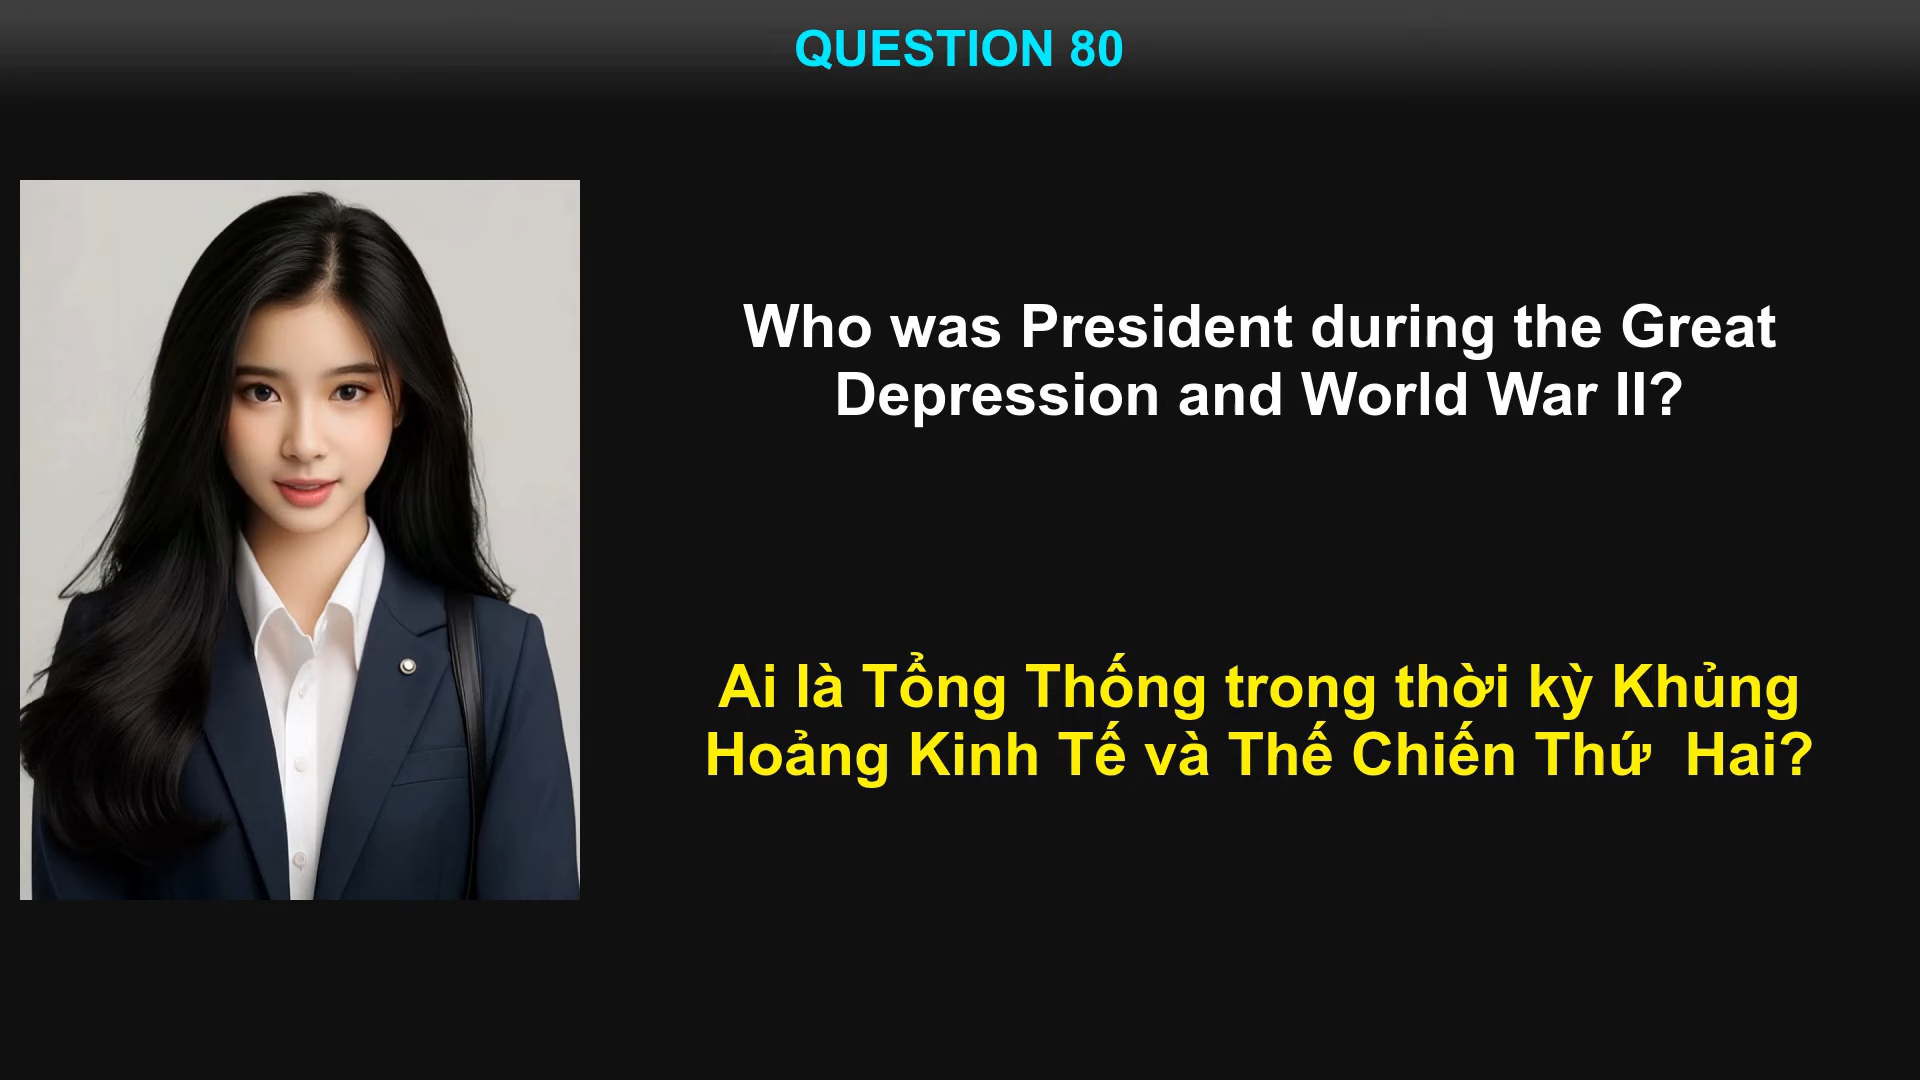 QUESTION 80
Who was President during the Great
Depression and World War II?
Ai là Tổng Thống trong thời kỳ Khủng
Hoảng Kinh Tế và Thế Chiến Thứ  Hai?